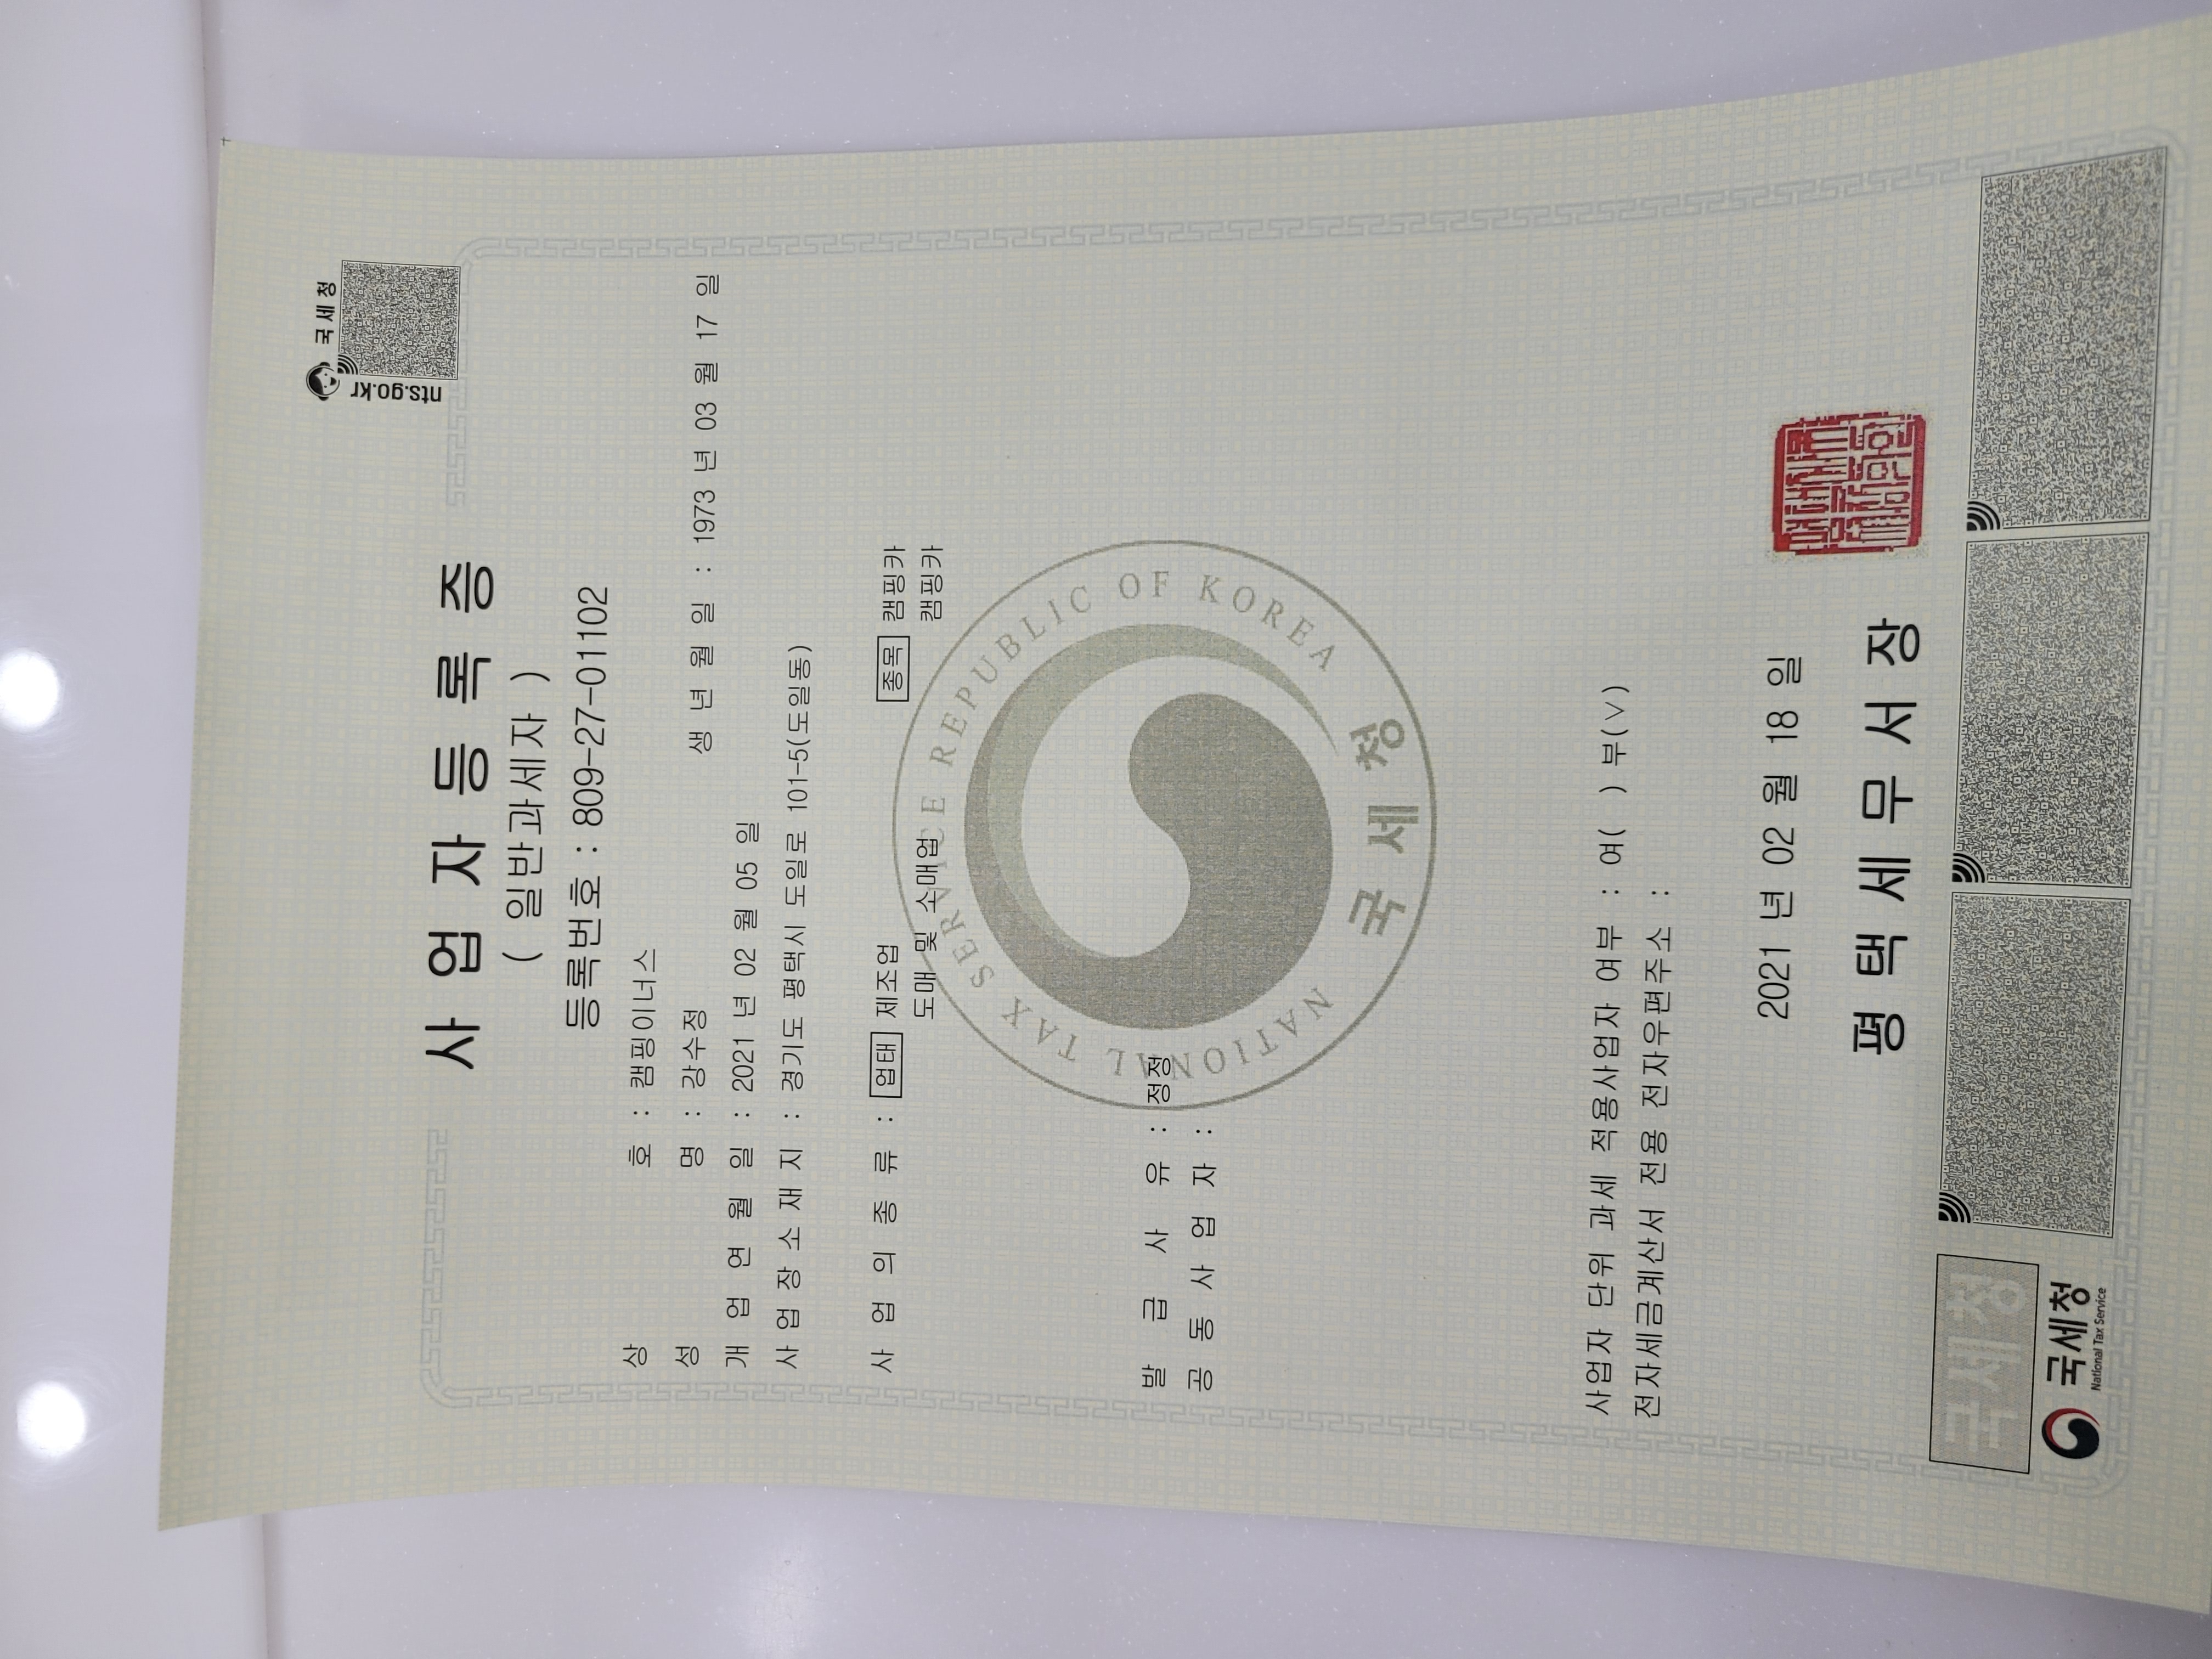 국세청
nts.go.kr
사업자등록증
( 일반과세자 )
등록번호 : 809-27-01102
상 호 : 캠핑이너스
성 명 : 강수정 생 년 월 일 : 1973 년 03 월 17 일
개 업 연 월 일 : 2021 년 02 월 05 일
사 업 장 소 재 지 : 경기도 평택시 도일로 101-5(도일동)
사 업 의 종 류 : 업태 제조업 종목 캠핑카
도매 및 소매업 캠핑카
NATIONAL TAX SERVICE REPUBLIC OF KOREA
국세청
발 급 사 유 : 정정
공 동 사 업 자 :
사업자 단위 과세 적용사업자 여부 : 여( ) 부(∨)
전자세금계산서 전용 전자우편주소 :
2021 년 02 월 18 일
평택세무서장
국세청
국세청
National Tax Service